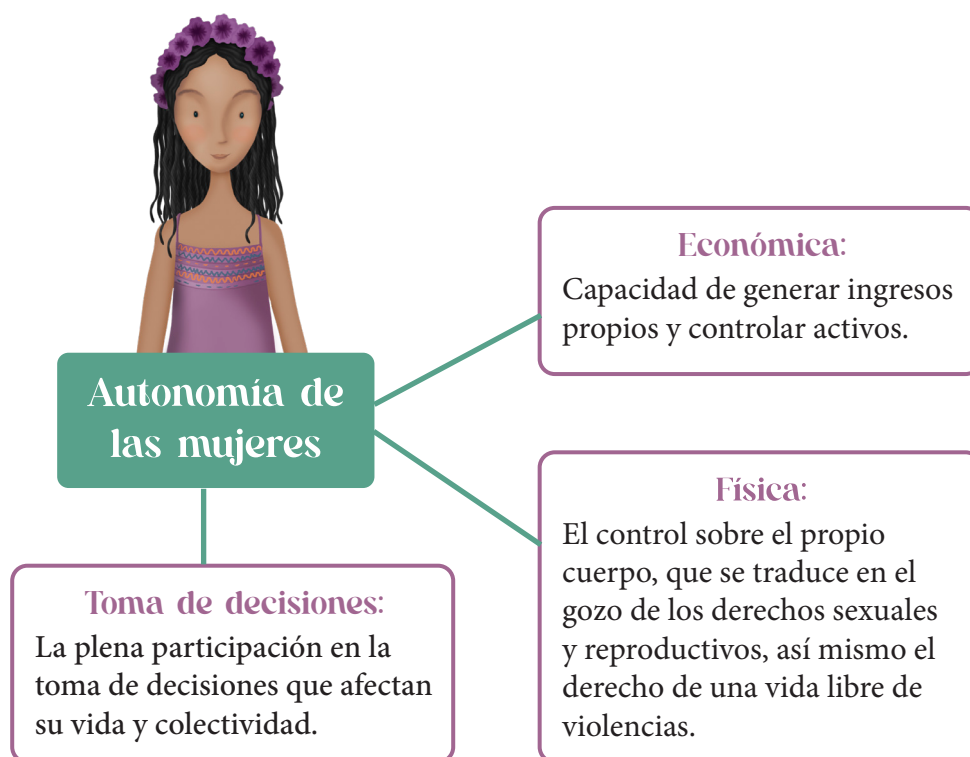 Autonomía de
las mujeres
Económica:
Capacidad de generar ingresos
propios y controlar activos.
Física:
El control sobre el propio
cuerpo, que se traduce en el
gozo de los derechos sexuales
y reproductivos, así mismo el
derecho de una vida libre de
violencias.
Toma de decisiones:
La plena participación en la
toma de decisiones que afectan
su vida y colectividad.